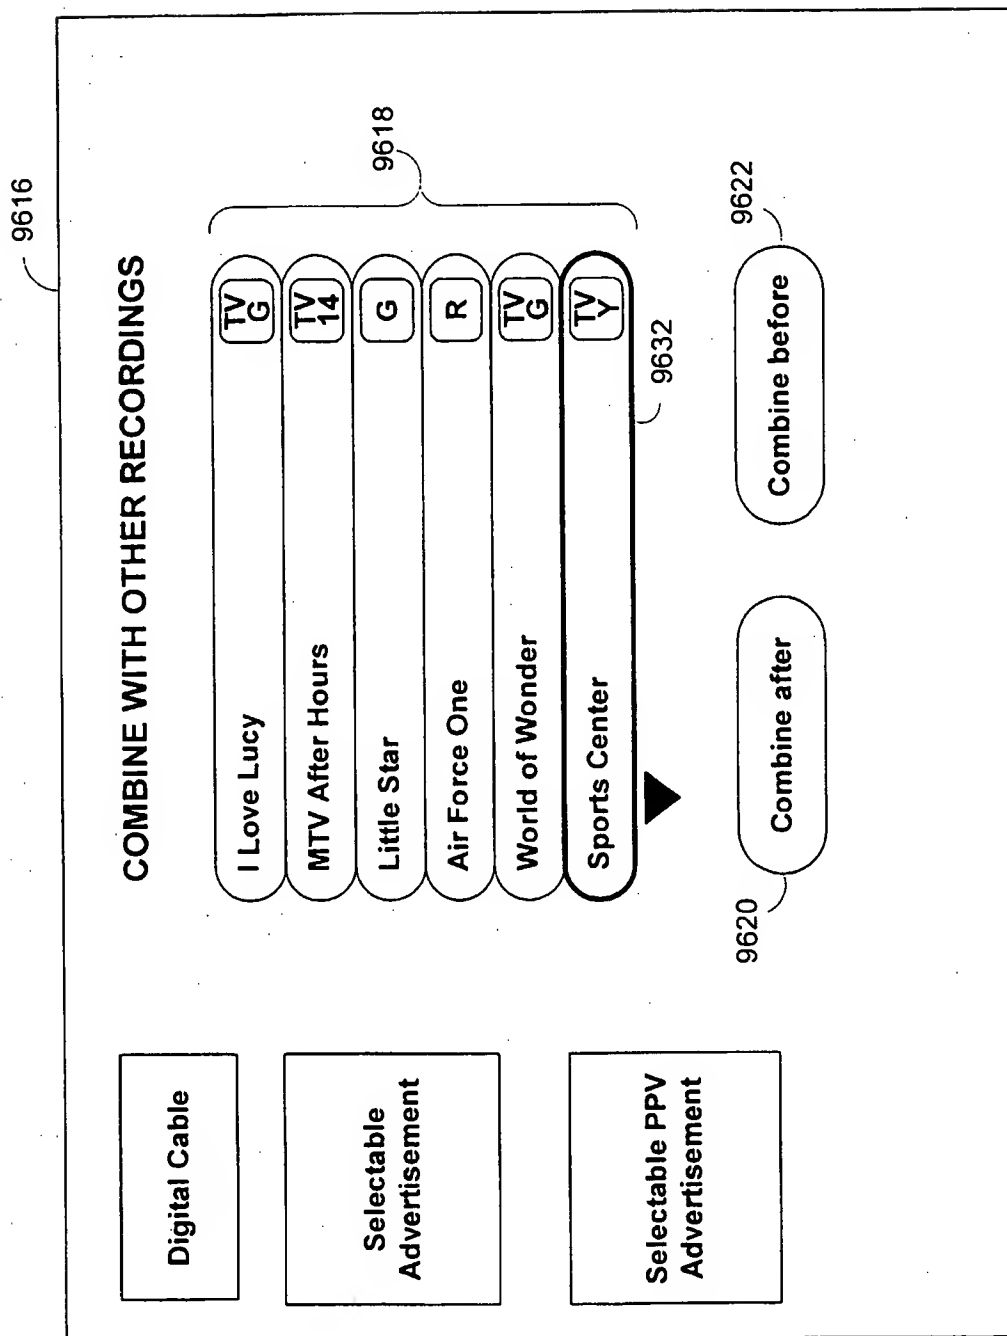 9616
COMBINE WITH OTHER RECORDINGS
Digital Cable
Selectable
Advertisement
Selectable PPV
Advertisement
I Love Lucy
TV
G
MTV After Hours
TV
14
Little Star
G
Air Force One
R
World of Wonder
TV
G
Sports Center
TV
Y
9618
9632
Combine after
Combine before
9620
9622